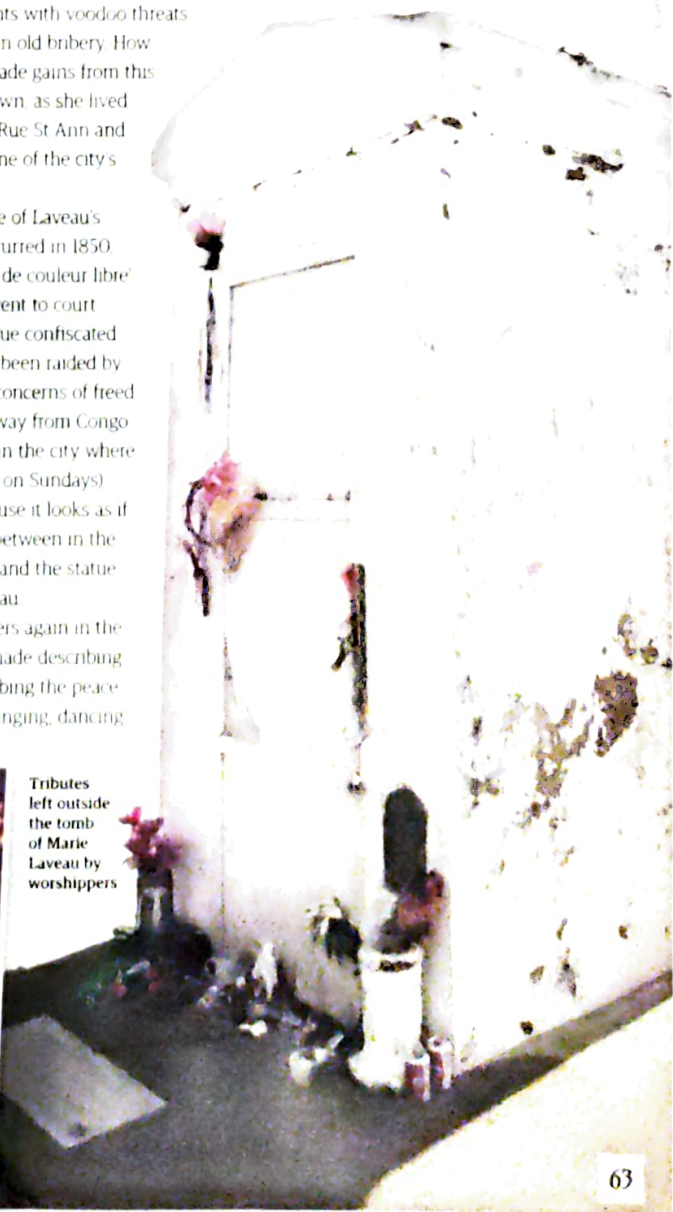 nts with voodoo threats
n old bribery. How
ade gains from this
wn, as she lived
Rue St Ann and
ne of the city's
e of Laveau's
urred in 1850,
de couleur libre'
ent to court
ue confiscated
been raided by
oncerns of freed
way from Congo
in the city where
on Sundays)
use it looks as if
between in the
and the statue
au.
ers again in the
nade describing
bing the peace
inging, dancing
Tributes
left outside
the tomb
of Marie
Laveau by
worshippers
63